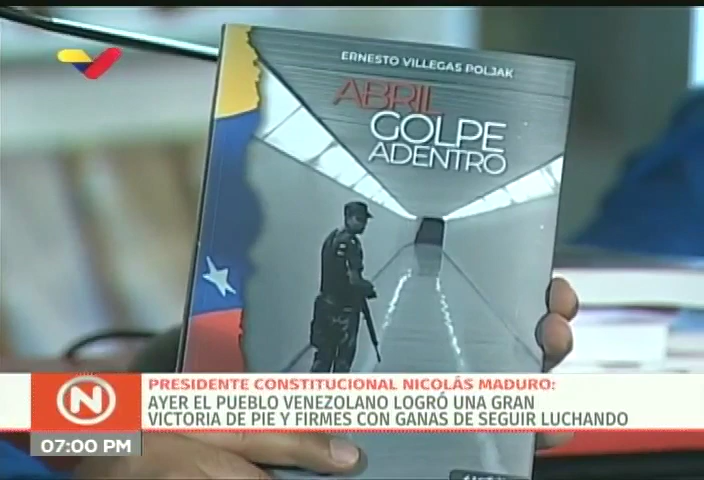 ERNESTO VILLEGAS POLJAK
ABRIL
GOLPE
ADENTRO
N
PRESIDENTE CONSTITUCIONAL NICOLÁS MADURO:
AYER EL PUEBLO VENEZOLANO LOGRÓ UNA GRAN
VICTORIA DE PIE Y FIRMES CON GANAS DE SEGUIR LUCHANDO
07:00 PM